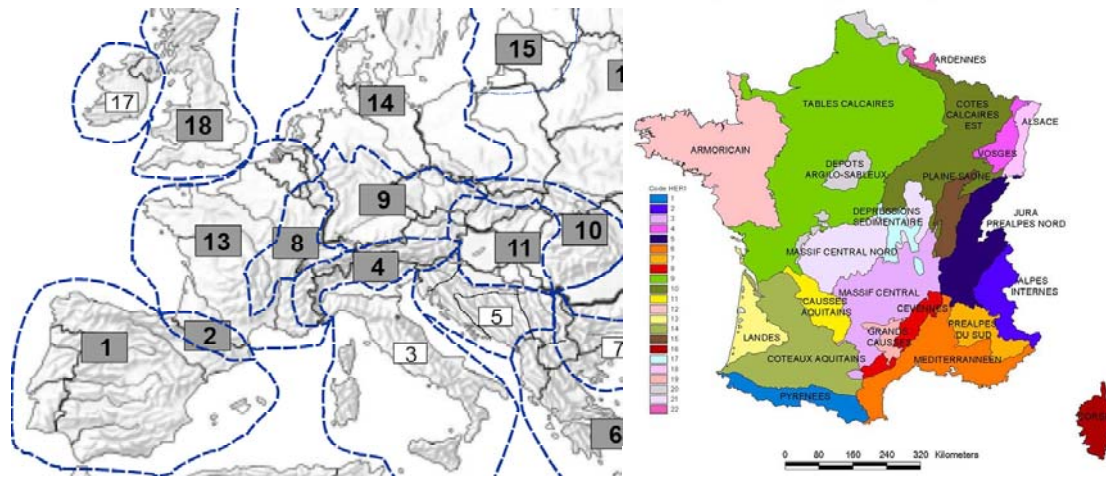 15
1
17
14
18
9
10
13
8
11
4
5
1
2
3
7
6
ARDENNES
TABLES CALCAIRES
COTES
CALCAIRES
EST
ALSACE
ARMORICAIN
VOSGES
DEPOTS
ARGILO-SABLEUX
PLAINE SAONE
Code HER1
1
2
3
4
5
6
7
8
9
10
11
12
13
14
15
16
17
18
19
20
21
22
DEPRESSIONS
SEDIMENTAIRE
JURA
PREALPES NORD
MASSIF CENTRAL NORD
ALPES
INTERNES
MASSIF CENTRAL
CAUSSES
AQUITAINS
CEVENNES
PREALPES
DU SUD
LANDES
GRANDS
CAUSSES
COTEAUX AQUITAINS
MEDITERRANNEEN
PYRENEES
CORS
0 80 160 240 320 Kilometers